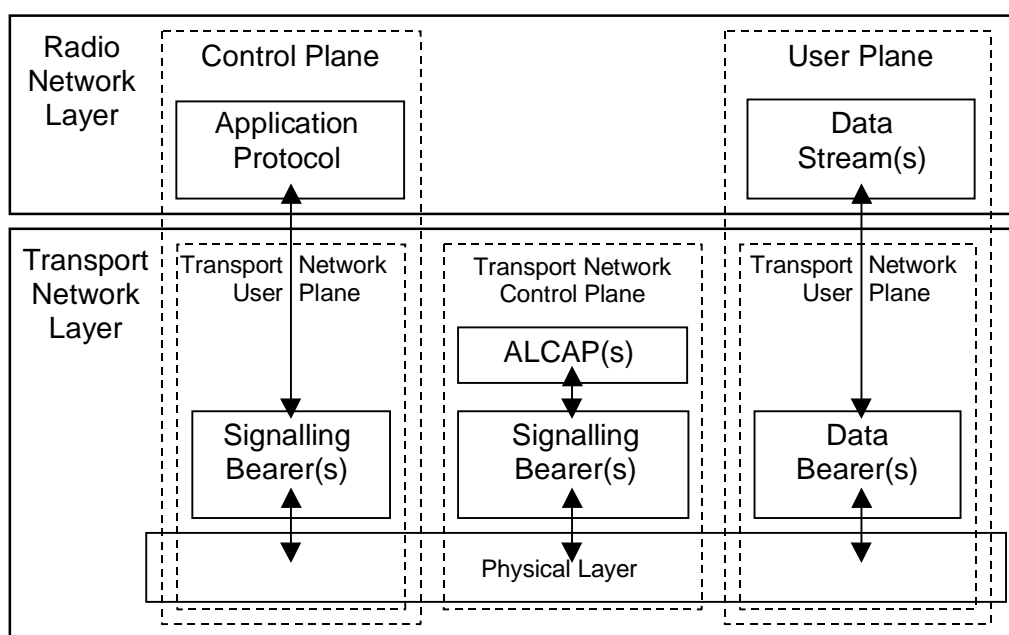 Radio
Network
Layer
Control Plane
User Plane
Application
Protocol
Data
Stream(s)
Transport
Network
Layer
Transport Network
User Plane
Transport Network
Control Plane
Transport Network
User Plane
ALCAP(s)
Signalling
Bearer(s)
Signalling
Bearer(s)
Data
Bearer(s)
Physical Layer